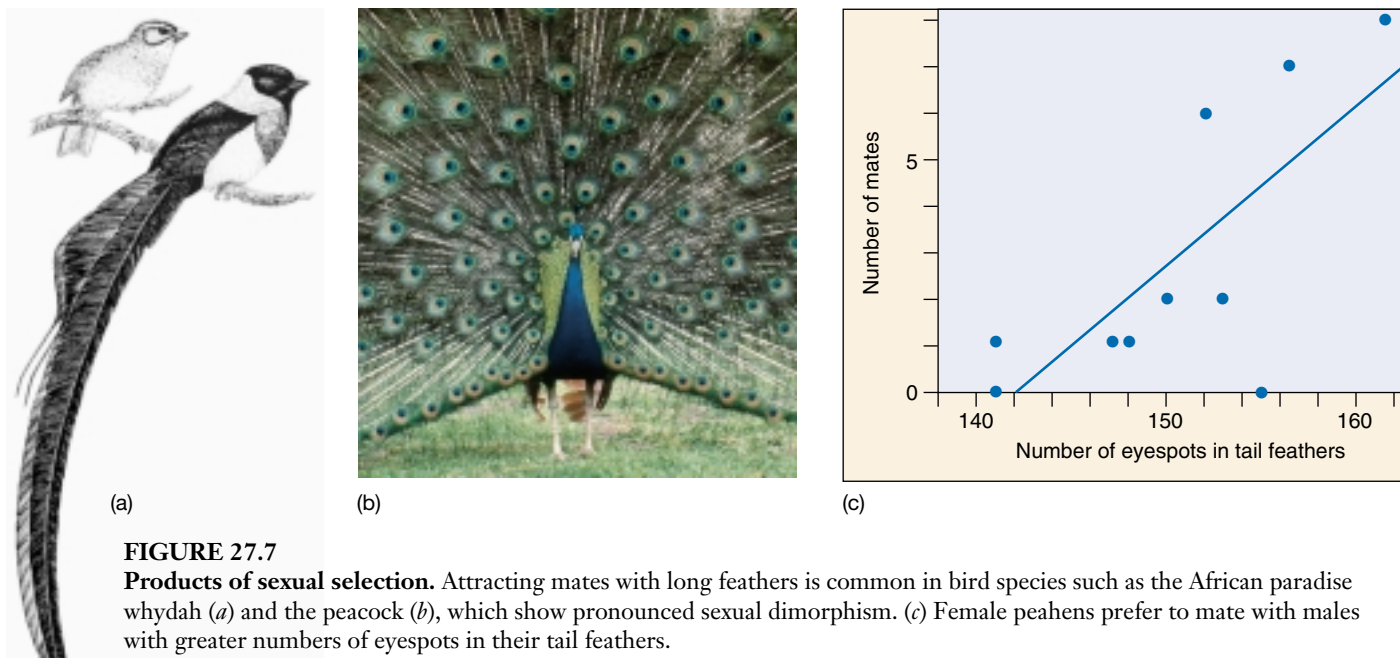 Number of mates
5
0
140
150
160
Number of eyespots in tail feathers
(a)
(b)
(c)
FIGURE 27.7
Products of sexual selection. Attracting mates with long feathers is common in bird species such as the African paradise
whydah (a) and the peacock (b), which show pronounced sexual dimorphism. (c) Female peahens prefer to mate with males
with greater numbers of eyespots in their tail feathers.